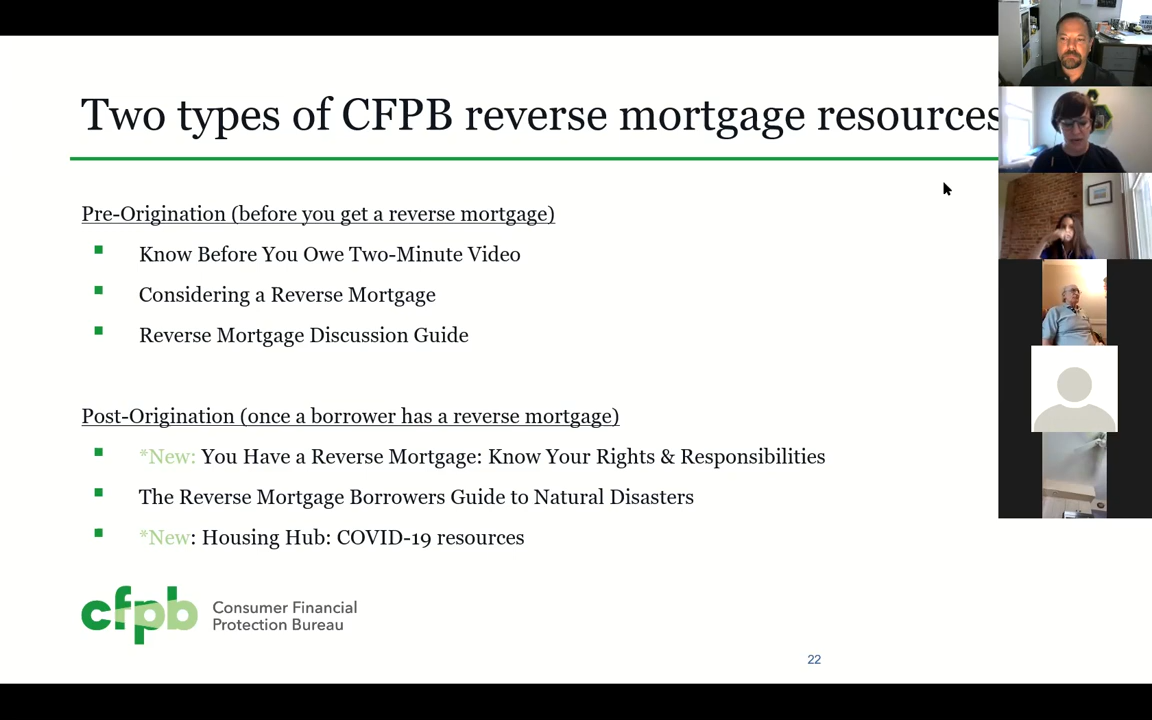 Two types of CFPB reverse mortgage resources
Pre-Origination (before you get a reverse mortgage)
Know Before You Owe Two-Minute Video
Considering a Reverse Mortgage
Reverse Mortgage Discussion Guide
Post-Origination (once a borrower has a reverse mortgage)
*New: You Have a Reverse Mortgage: Know Your Rights & Responsibilities
The Reverse Mortgage Borrowers Guide to Natural Disasters
*New: Housing Hub: COVID-19 resources
cfpb
Consumer Financial
Protection Bureau
22